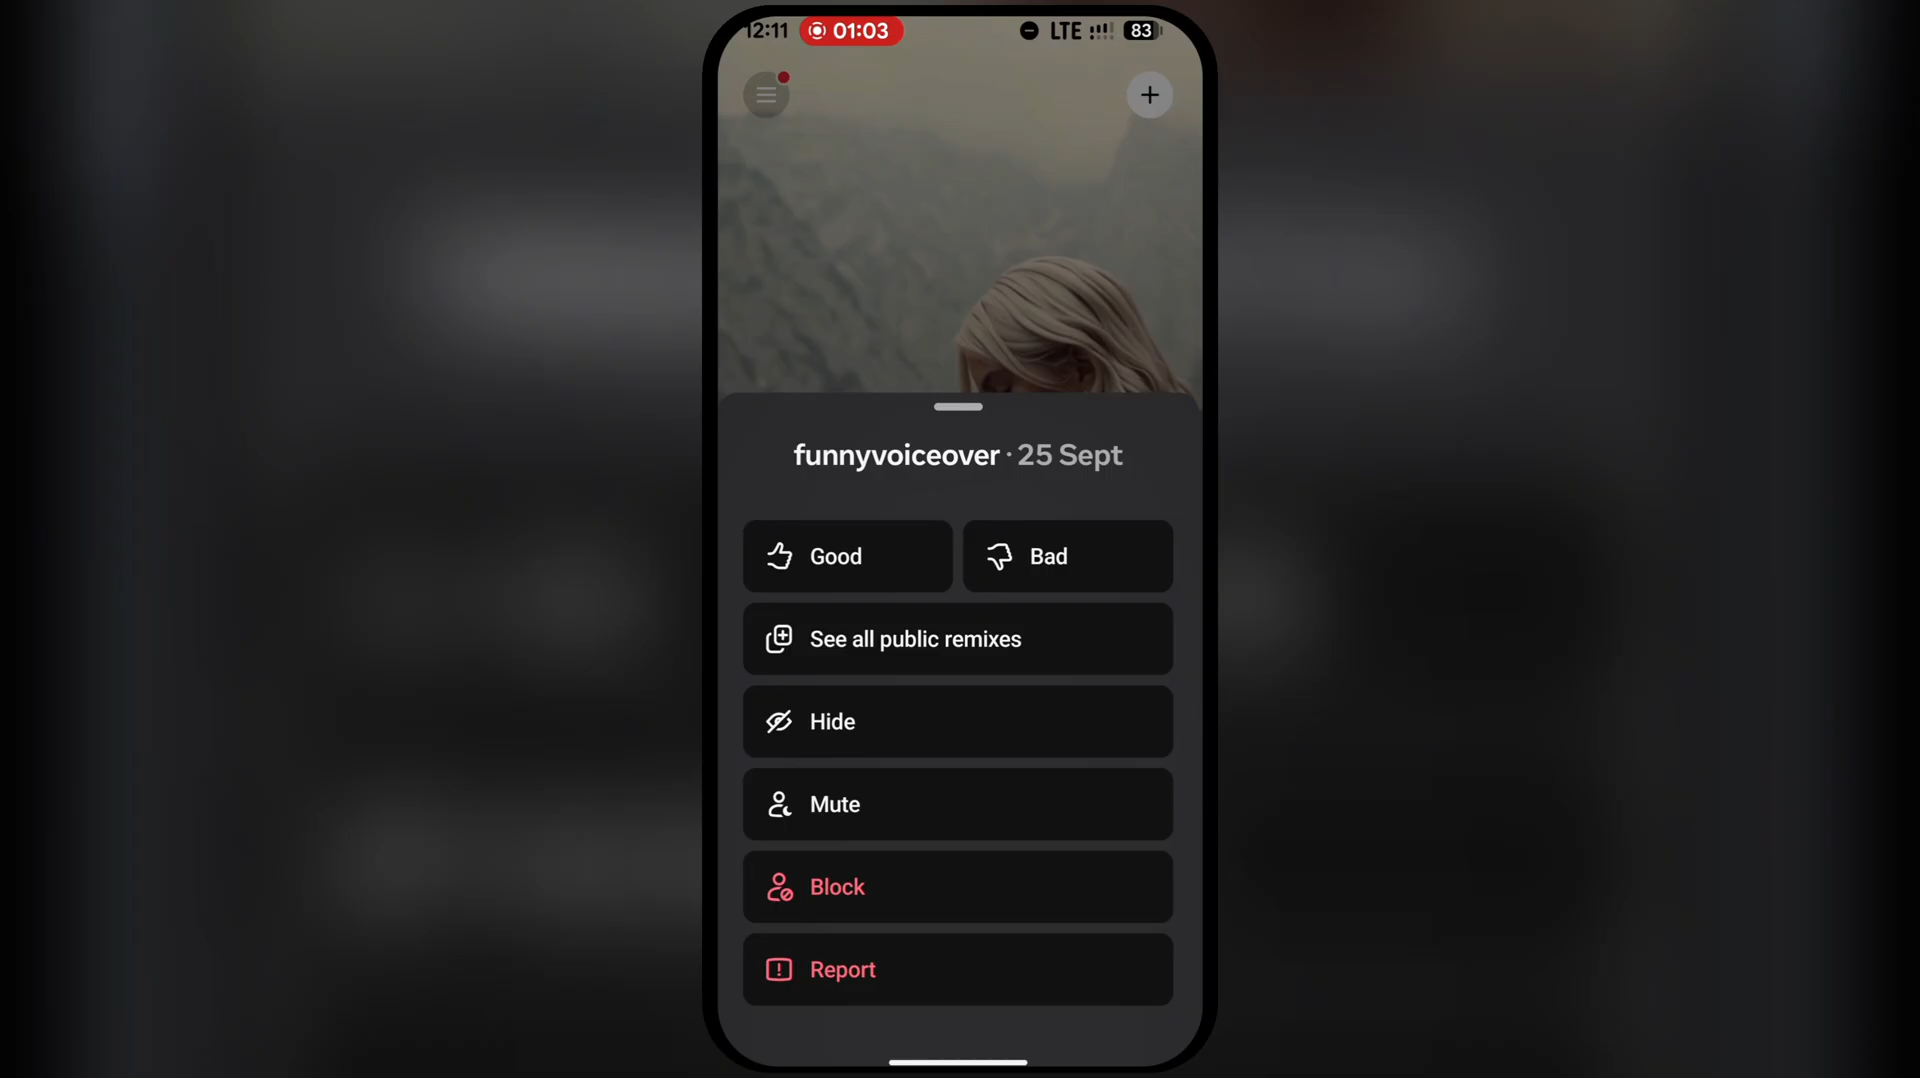 12:11 01:03 LTE 83
funnyvoiceover · 25 Sept
Good Bad
See all public remixes
Hide
Mute
Block
Report